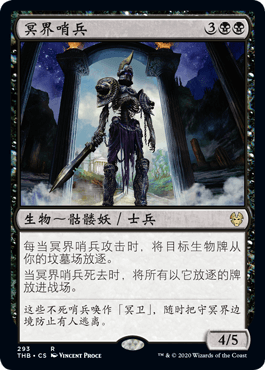 冥界哨兵 3
生物～骷髅妖／士兵
每当冥界哨兵攻击时，将目标生物牌从
你的坟墓场放逐。
当冥界哨兵死去时，将所有以它放逐的牌
放进战场。
这些不死哨兵唤作「冥卫」，随时把守冥界边
境防止有人逃离。
4/5
293 R
THB • CS VINCENT PROCE
™ & © 2020 Wizards of the Coast